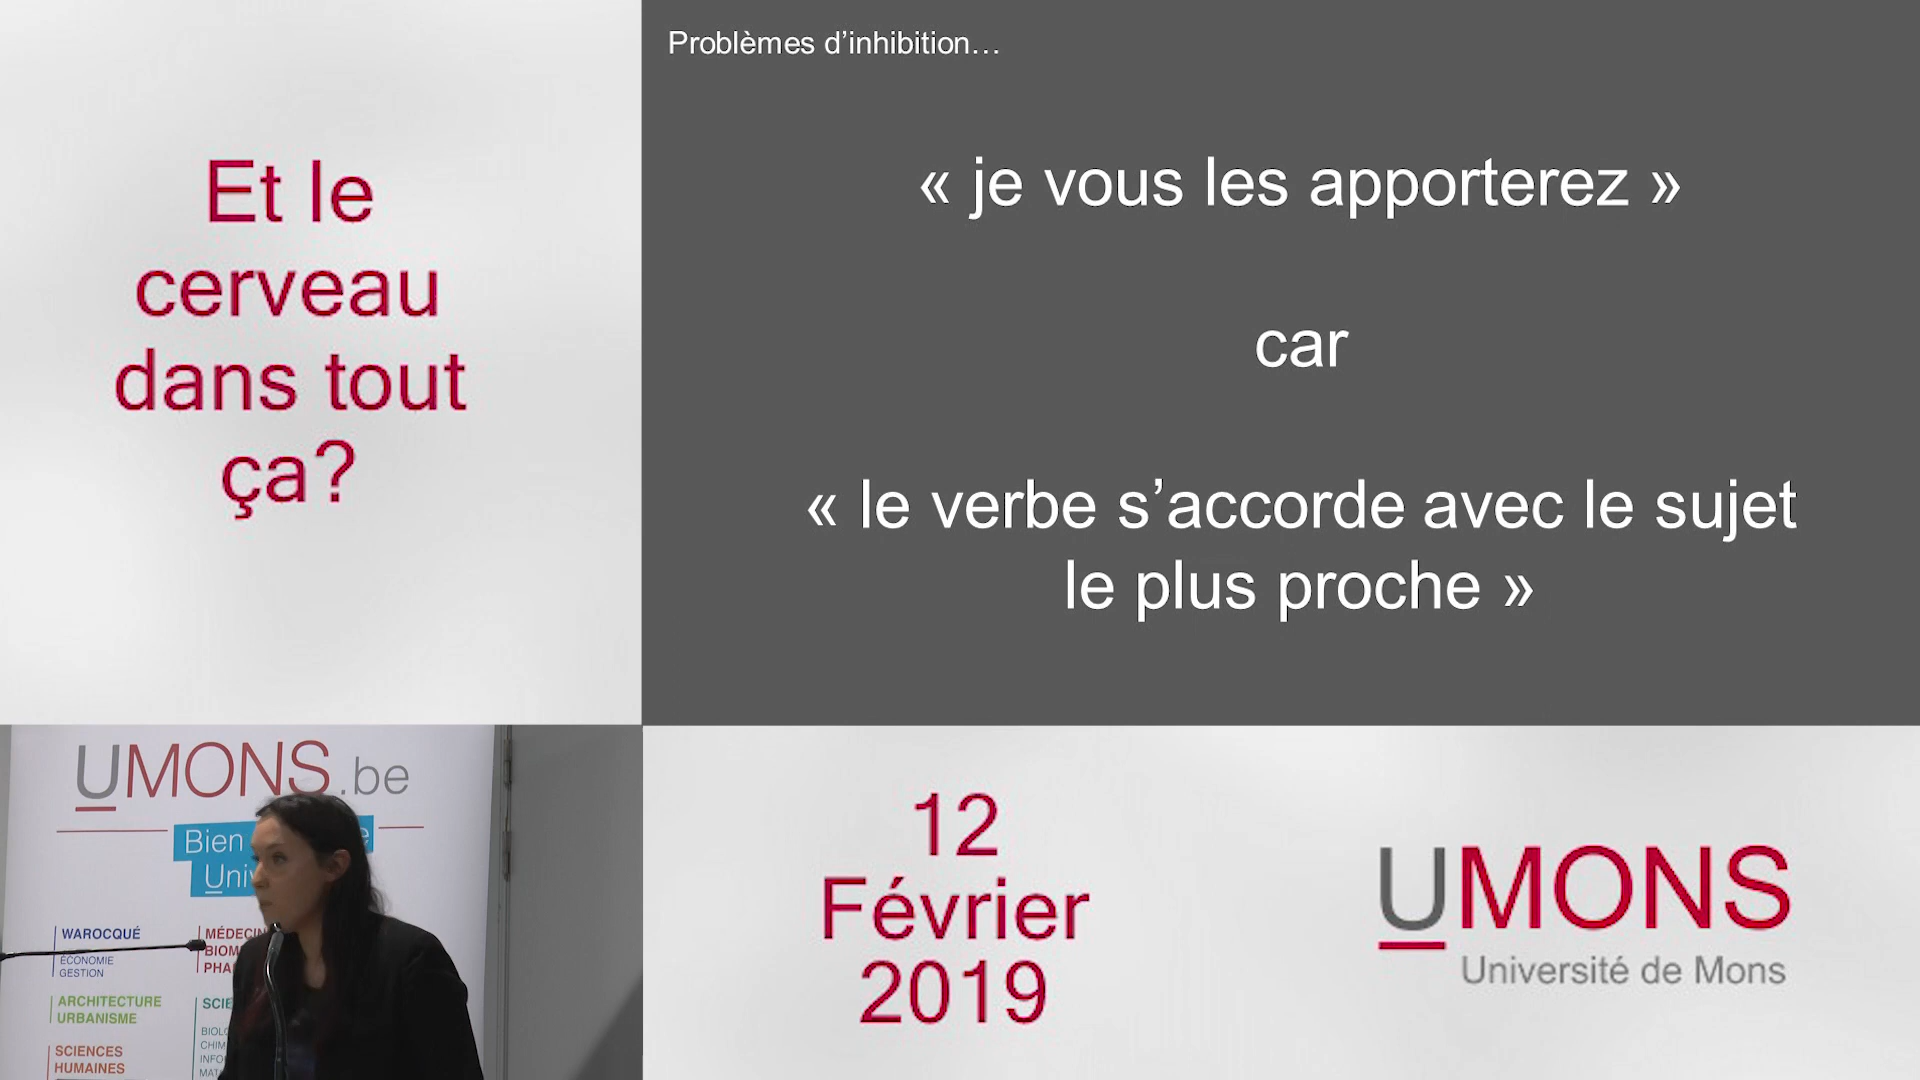 Et le
cerveau
dans tout
ça?
Problèmes d’inhibition…
« je vous les apporterez »
car
« le verbe s’accorde avec le sujet
le plus proche »
UMONS.be
Bien
WAROCQUÉ
ÉCONOMIE
GESTION
ARCHITECTURE
URBANISME
SCIENCES
HUMAINES
12
Février
2019
UMONS
Université de Mons